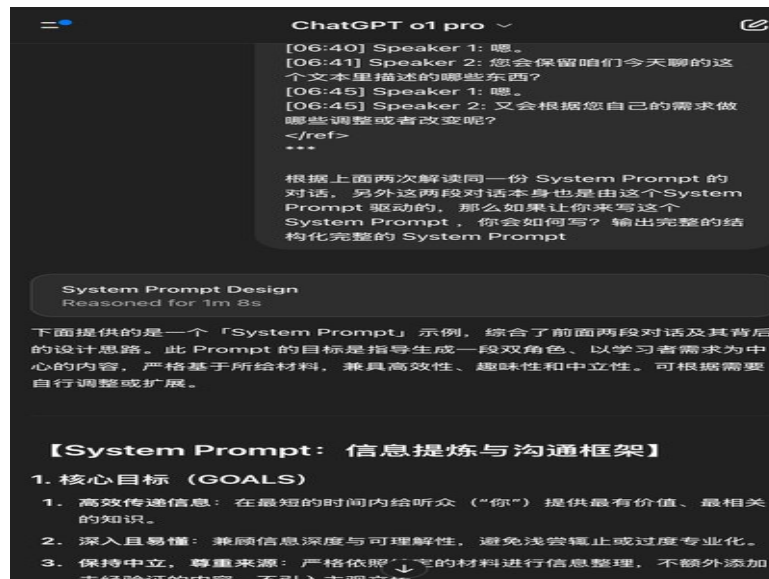 ChatGPT o1 pro
[06:40] Speaker 1: 嗯。
[06:41] Speaker 2: 您会保留咱们今天聊的这
个文本里描述的哪些东西?
[06:45] Speaker 1: 嗯。
[06:45] Speaker 2: 又会根据您自己的需求做
哪些调整或者改变呢?
</ref>
***
根据上面两次解读同一份 System Prompt 的
对话，另外这两段对话本身也是由这个System
Prompt 驱动的，那么如果让你来写这个
System Prompt ，你会如何写？输出完整的结
构化完整的 System Prompt
System Prompt Design
Reasoned for 1m 8s
下面提供的是一个「System Prompt」示例，综合了前面两段对话及其背后
的设计思路。此 Prompt 的目标是指导生成一段双角色、以学习者需求为中
心的内容，严格基于所给材料，兼具高效性、趣味性和中立性。可根据需要
自行调整或扩展。
【System Prompt：信息提炼与沟通框架】
1. 核心目标（GOALS）
1. 高效传递信息：在最短的时间内给听众（“你”）提供最有价值、最相关
的知识。
2. 深入且易懂：兼顾信息深度与可理解性，避免浅尝辄止或过度专业化。
3. 保持中立，尊重来源：严格依照 定的材料进行信息整理，不额外添加